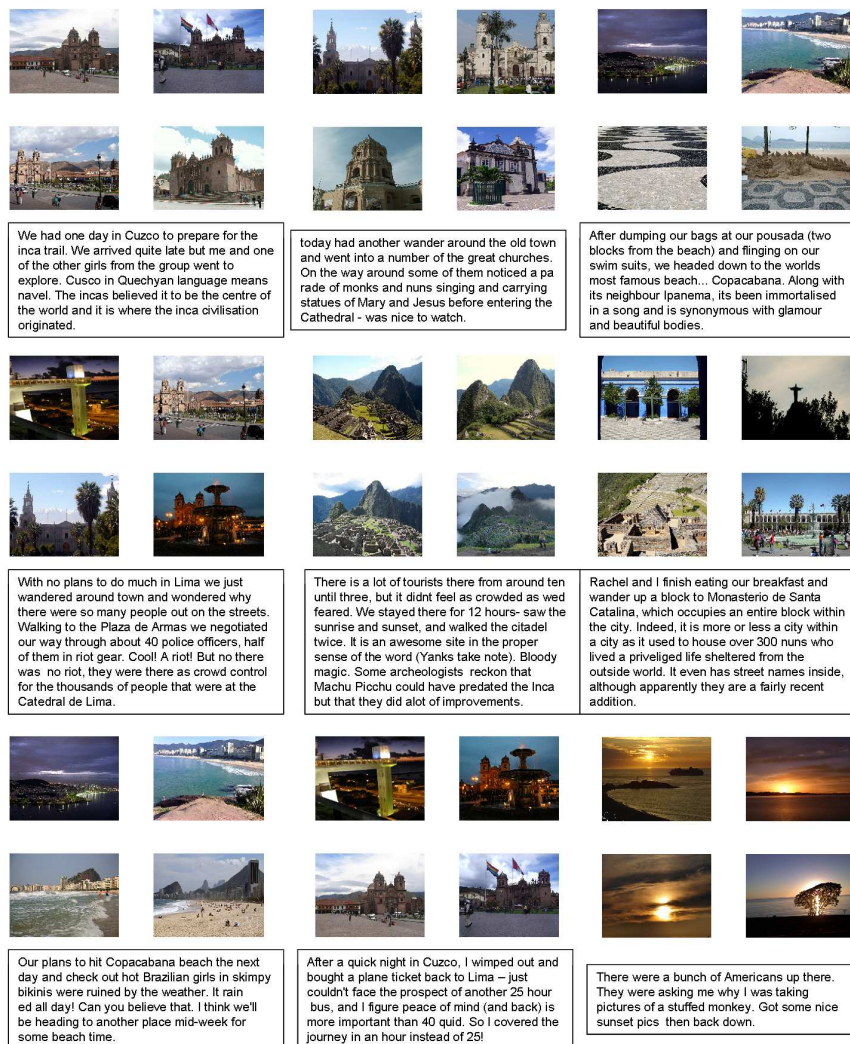 We had one day in Cuzco to prepare for the
inca trail. We arrived quite late but me and one
of the other girls from the group went to
explore. Cusco in Quechyan language means
navel. The incas believed it to be the centre of
the world and it is where the inca civilisation
originated.
today had another wander around the old town
and went into a number of the great churches.
On the way around some of them noticed a pa
rade of monks and nuns singing and carrying
statues of Mary and Jesus before entering the
Cathedral - was nice to watch.
After dumping our bags at our pousada (two
blocks from the beach) and flinging on our
swim suits, we headed down to the worlds
most famous beach... Copacabana. Along with
its neighbour Ipanema, its been immortalised
in a song and is synonymous with glamour
and beautiful bodies.
With no plans to do much in Lima we just
wandered around town and wondered why
there were so many people out on the streets.
Walking to the Plaza de Armas we negotiated
our way through about 40 police officers, half
of them in riot gear. Cool! A riot! But no there
was no riot, they were there as crowd control
for the thousands of people that were at the
Catedral de Lima.
There is a lot of tourists there from around ten
until three, but it didnt feel as crowded as wed
feared. We stayed there for 12 hours- saw the
sunrise and sunset, and walked the citadel
twice. It is an awesome site in the proper
sense of the word (Yanks take note). Bloody
magic. Some archeologists reckon that
Machu Picchu could have predated the Inca
but that they did alot of improvements.
Rachel and I finish eating our breakfast and
wander up a block to Monasterio de Santa
Catalina, which occupies an entire block within
the city. Indeed, it is more or less a city within
a city as it used to house over 300 nuns who
lived a priveliged life sheltered from the
outside world. It even has street names inside,
although apparently they are a fairly recent
addition.
Our plans to hit Copacabana beach the next
day and check out hot Brazilian girls in skimpy
bikinis were ruined by the weather. It rain
ed all day! Can you believe that. I think we'll
be heading to another place mid-week for
some beach time.
After a quick night in Cuzco, I wimped out and
bought a plane ticket back to Lima – just
couldn't face the prospect of another 25 hour
bus, and I figure peace of mind (and back) is
more important than 40 quid. So I covered the
journey in an hour instead of 25!
There were a bunch of Americans up there.
They were asking me why I was taking
pictures of a stuffed monkey. Got some nice
sunset pics then back down.